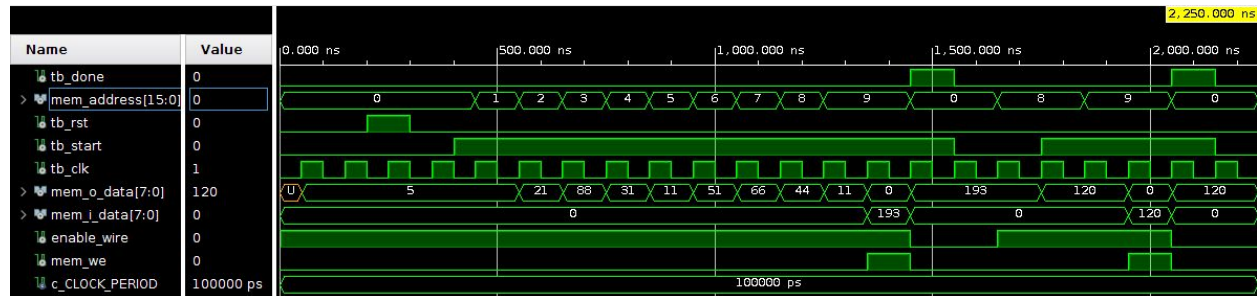 2,250.000 ns
Name Value 0.000 ns 500.000 ns 1,000.000 ns 1,500.000 ns 2,000.000 ns
tb_done 0
> mem_address[15:0] 0 0 1 2 3 4 5 6 7 8 9 0 8 9 0
tb_rst 0
tb_start 0
tb_clk 1
> mem_o_data[7:0] 120 U 5 21 88 31 11 51 66 44 11 0 193 120 0 120
> mem_i_data[7:0] 0 0 193 0 120 0
enable_wire 0
mem_we 0
c_CLOCK_PERIOD 100000 ps 100000 ps